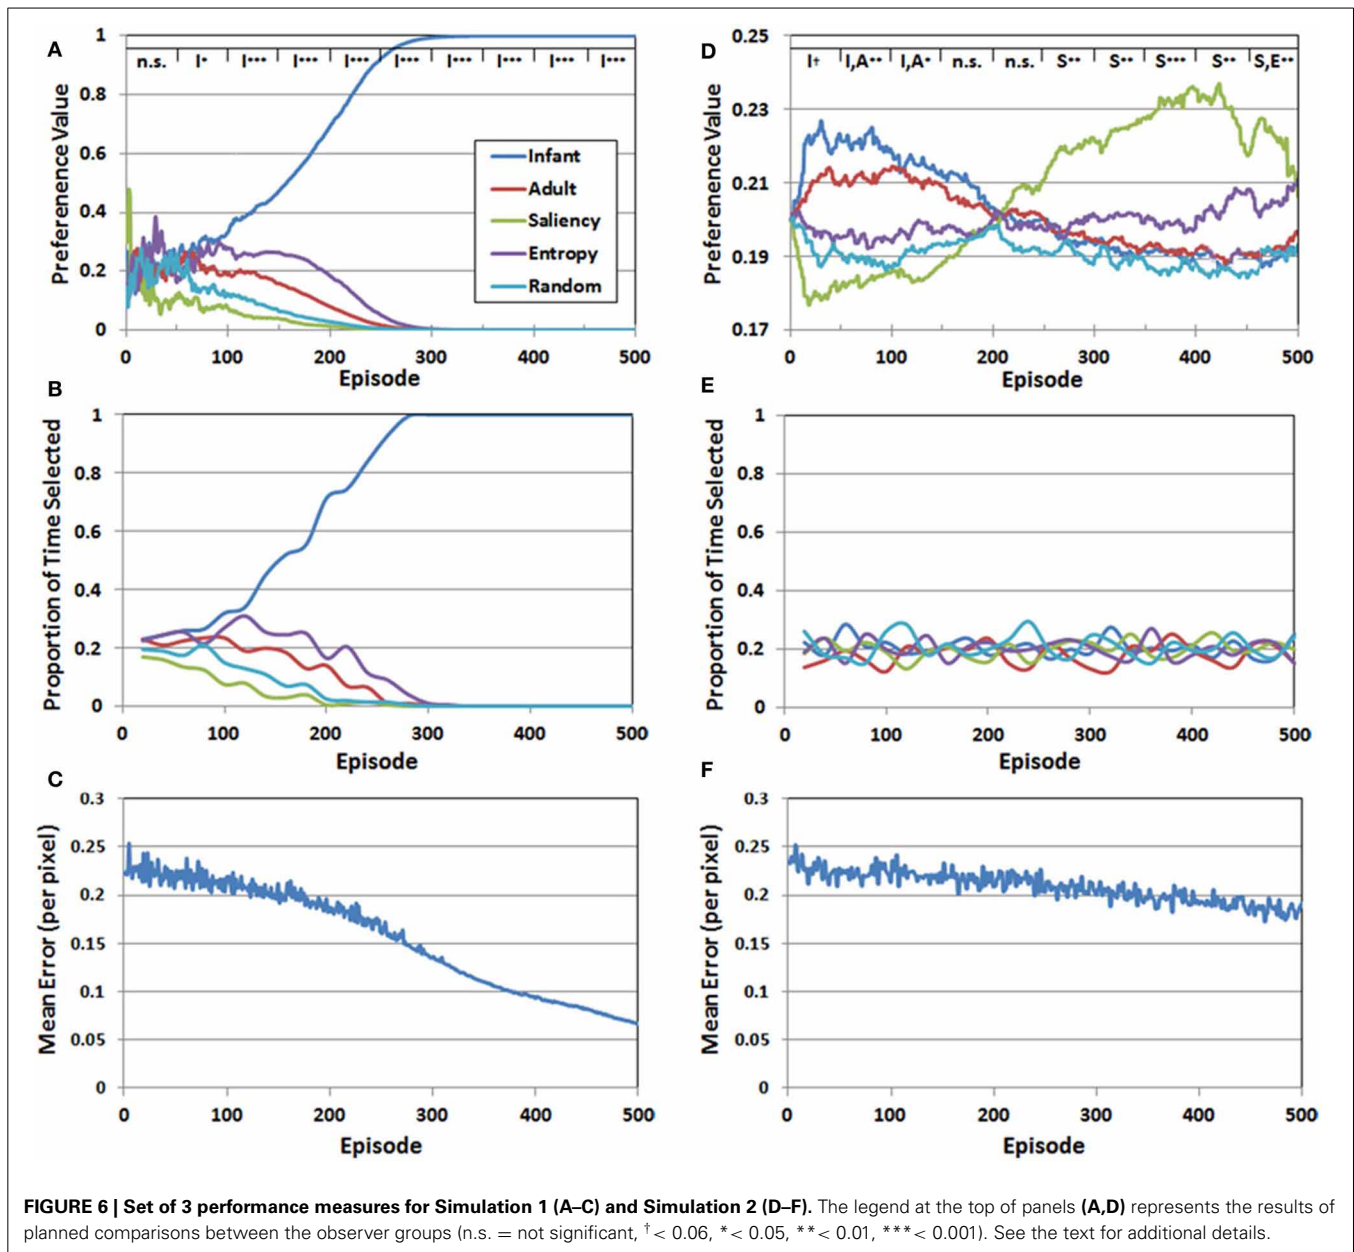 A
1
0.8
0.6
0.4
0.2
0
Preferenence Value
n.s. I* I*** I*** I*** I*** I*** I*** I*** I***
Infant
Adult
Saliency
Entropy
Random
0 100 200 300 400 500
Episode
B
1
0.8
0.6
0.4
0.2
0
Proportion of Time Selected
0 100 200 300 400 500
Episode
C
0.3
0.25
0.2
0.15
0.1
0.05
0
Mean Error (per pixel)
0 100 200 300 400 500
Episode
D
0.25
0.23
0.21
0.19
0.17
Preferenence Value
I† I,A** I,A* n.s. n.s. S** S** S*** S** S,E**
0 100 200 300 400 500
Episode
E
1
0.8
0.6
0.4
0.2
0
Proportion of Time Selected
0 100 200 300 400 500
Episode
F
0.3
0.25
0.2
0.15
0.1
0.05
0
Mean Error (per pixel)
0 100 200 300 400 500
Episode
FIGURE 6 | Set of 3 performance measures for Simulation 1 (A–C) and Simulation 2 (D–F). The legend at the top of panels (A,D) represents the results of
planned comparisons between the observer groups (n.s. = not significant, †< 0.06, *< 0.05, **< 0.01, ***< 0.001). See the text for additional details.